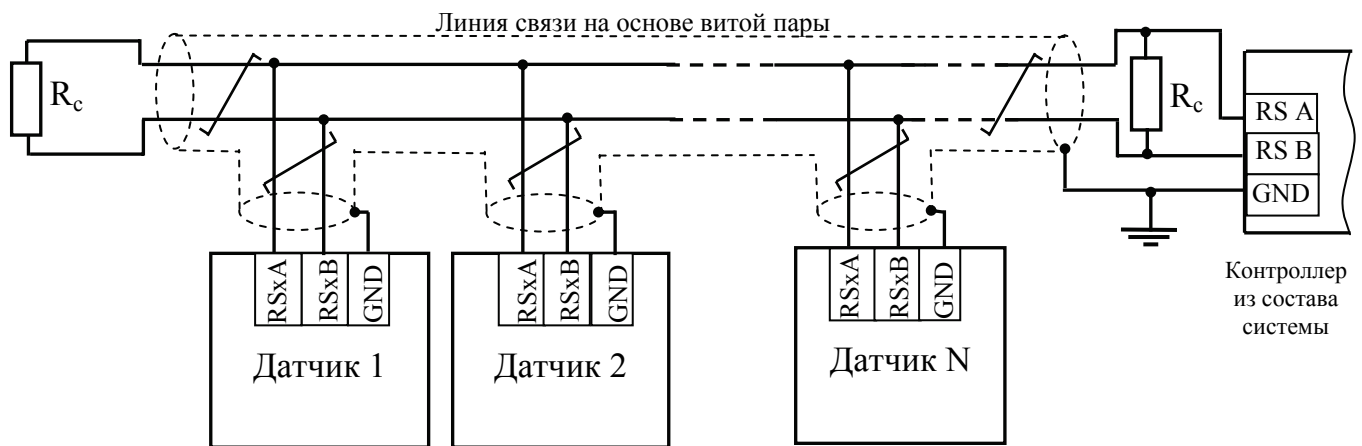 Линия связи на основе витой пары
Rc
Rc
RS A
RS B
GND
Контроллер
из состава
системы
RSxA
RSxB
GND
Датчик 1
RSxA
RSxB
GND
Датчик 2
RSxA
RSxB
GND
Датчик N